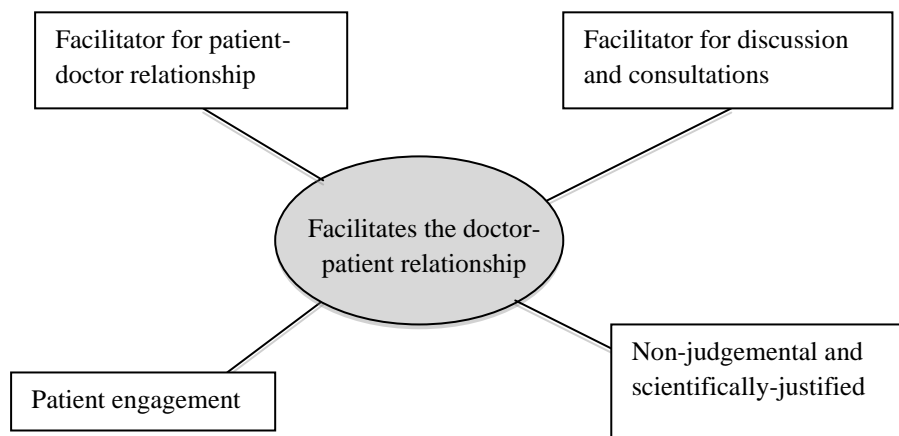 Facilitator for patient-
doctor relationship
Facilitator for discussion
and consultations
Facilitates the doctor-
patient relationship
Patient engagement
Non-judgemental and
scientifically-justified